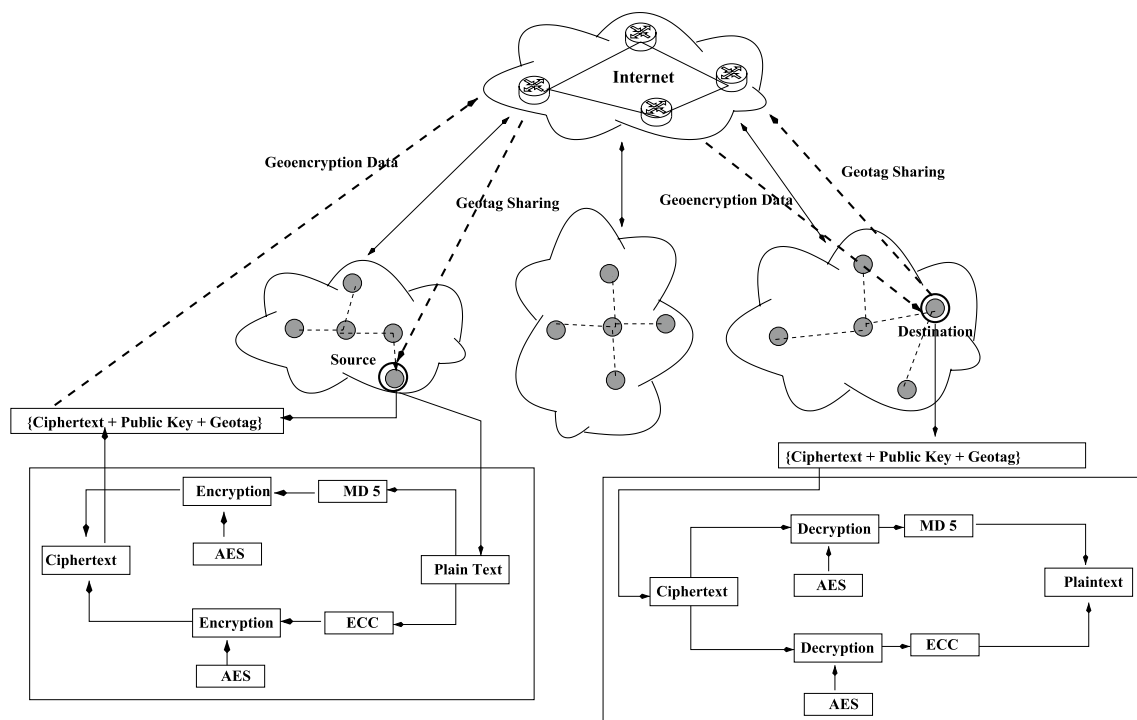 Internet
Geoencryption Data
Geotag Sharing
Geotag Sharing
Geoencryption Data
Source
Destination
{Ciphertext + Public Key + Geotag}
{Ciphertext + Public Key + Geotag}
Encryption
MD 5
AES
Ciphertext
Plain Text
Encryption
ECC
AES
Decryption
MD 5
AES
Ciphertext
Plaintext
Decryption
ECC
AES